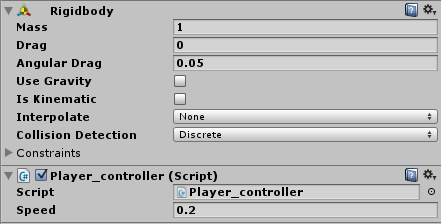 Rigidbody
Mass 1
Drag 0
Angular Drag 0.05
Use Gravity
Is Kinematic
Interpolate None
Collision Detection Discrete
Constraints
Player_controller (Script)
Script Player_controller
Speed 0.2